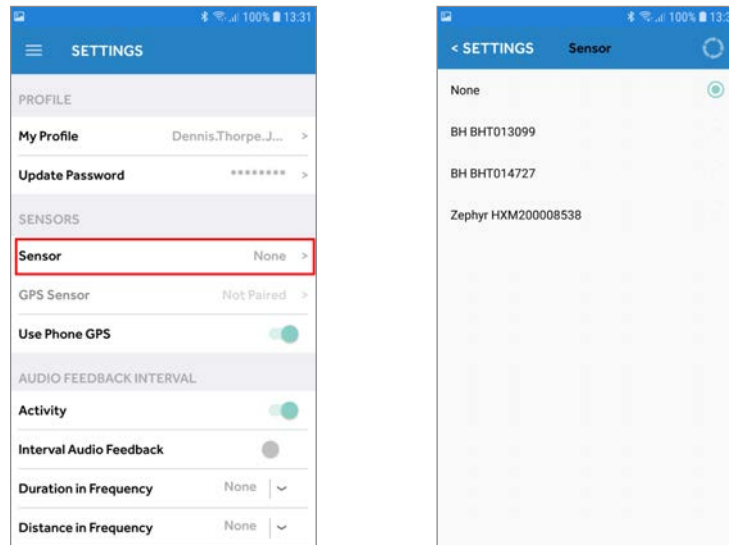 100% 13:31
SETTINGS
PROFILE
My Profile Dennis.Thorpe.J... >
Update Password ******** >
SENSORS
Sensor None >
GPS Sensor Not Paired >
Use Phone GPS
AUDIO FEEDBACK INTERVAL
Activity
Interval Audio Feedback
Duration in Frequency None
Distance in Frequency None
100% 13:3
< SETTINGS Sensor
None
BH BHT013099
BH BHT014727
Zephyr HXM200008538